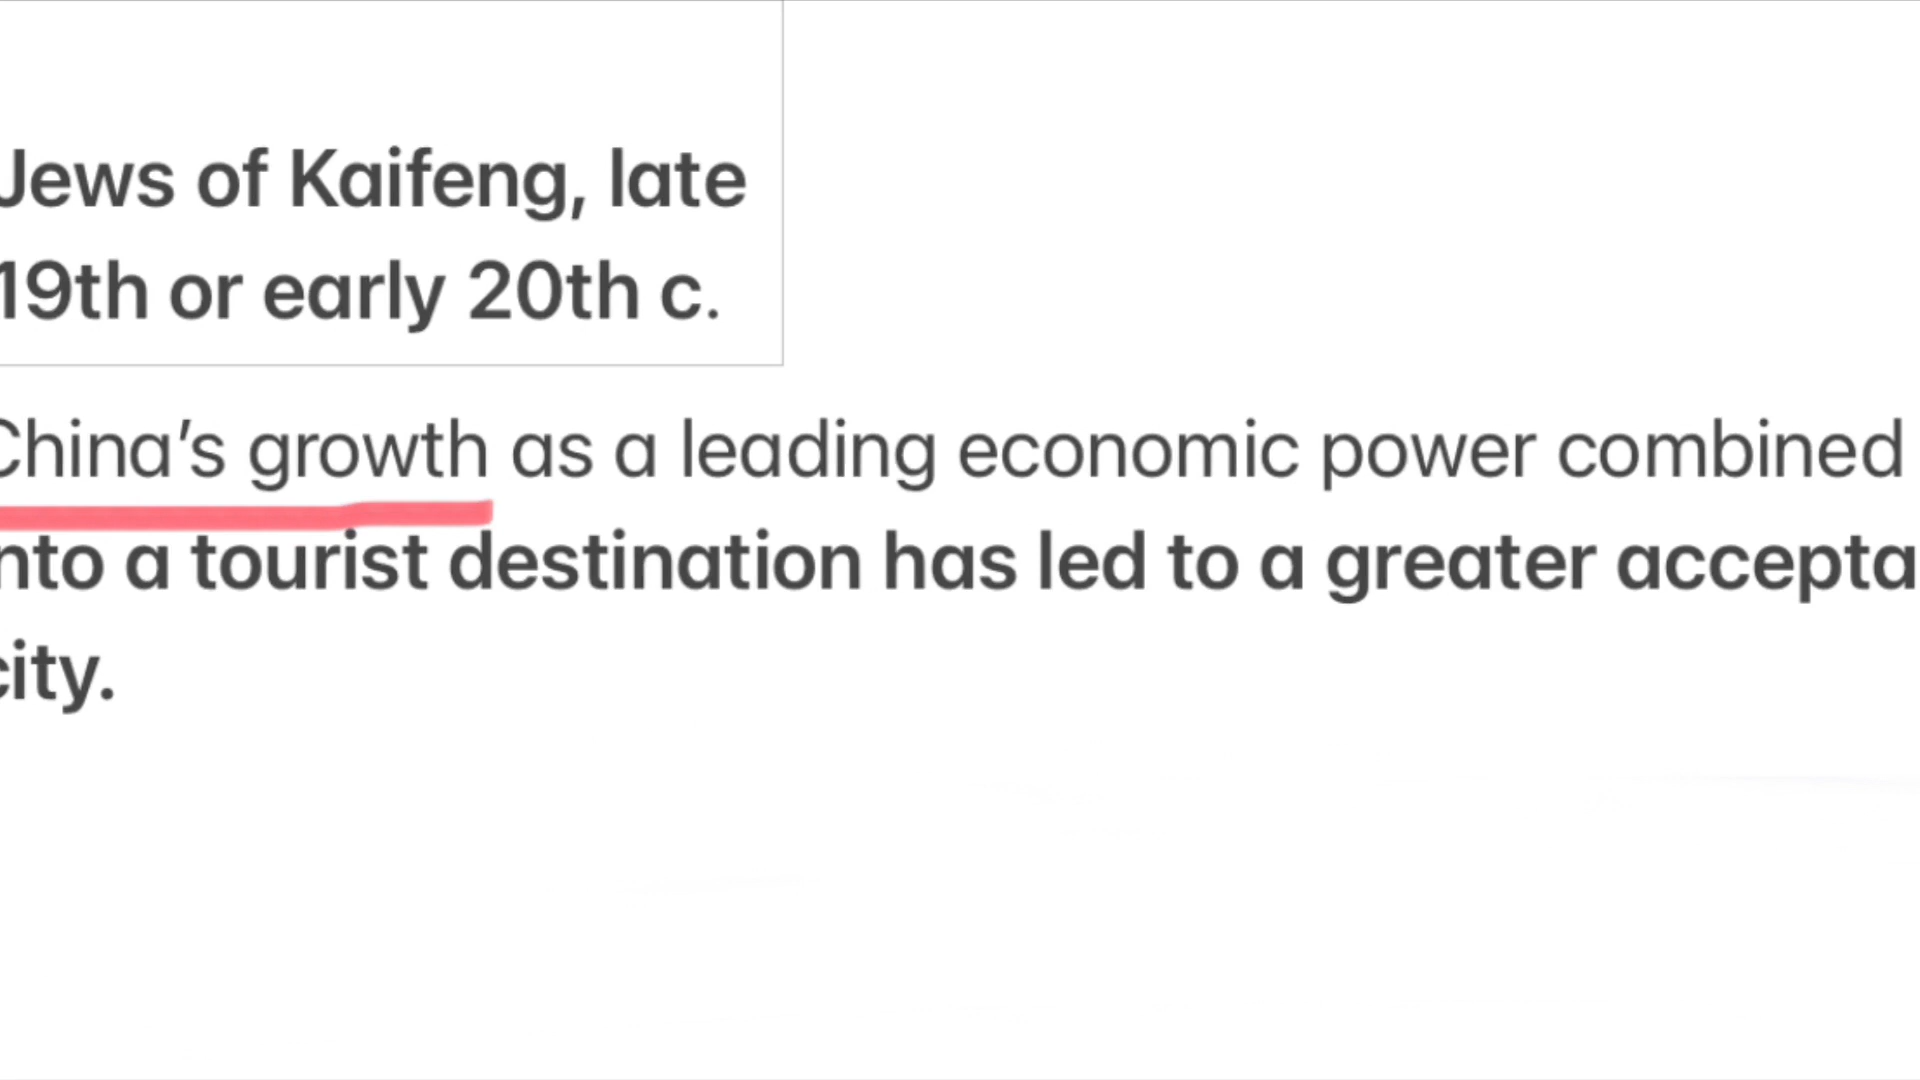 Jews of Kaifeng, late
19th or early 20th c.
China’s growth as a leading economic power combined
into a tourist destination has led to a greater accepta
city.